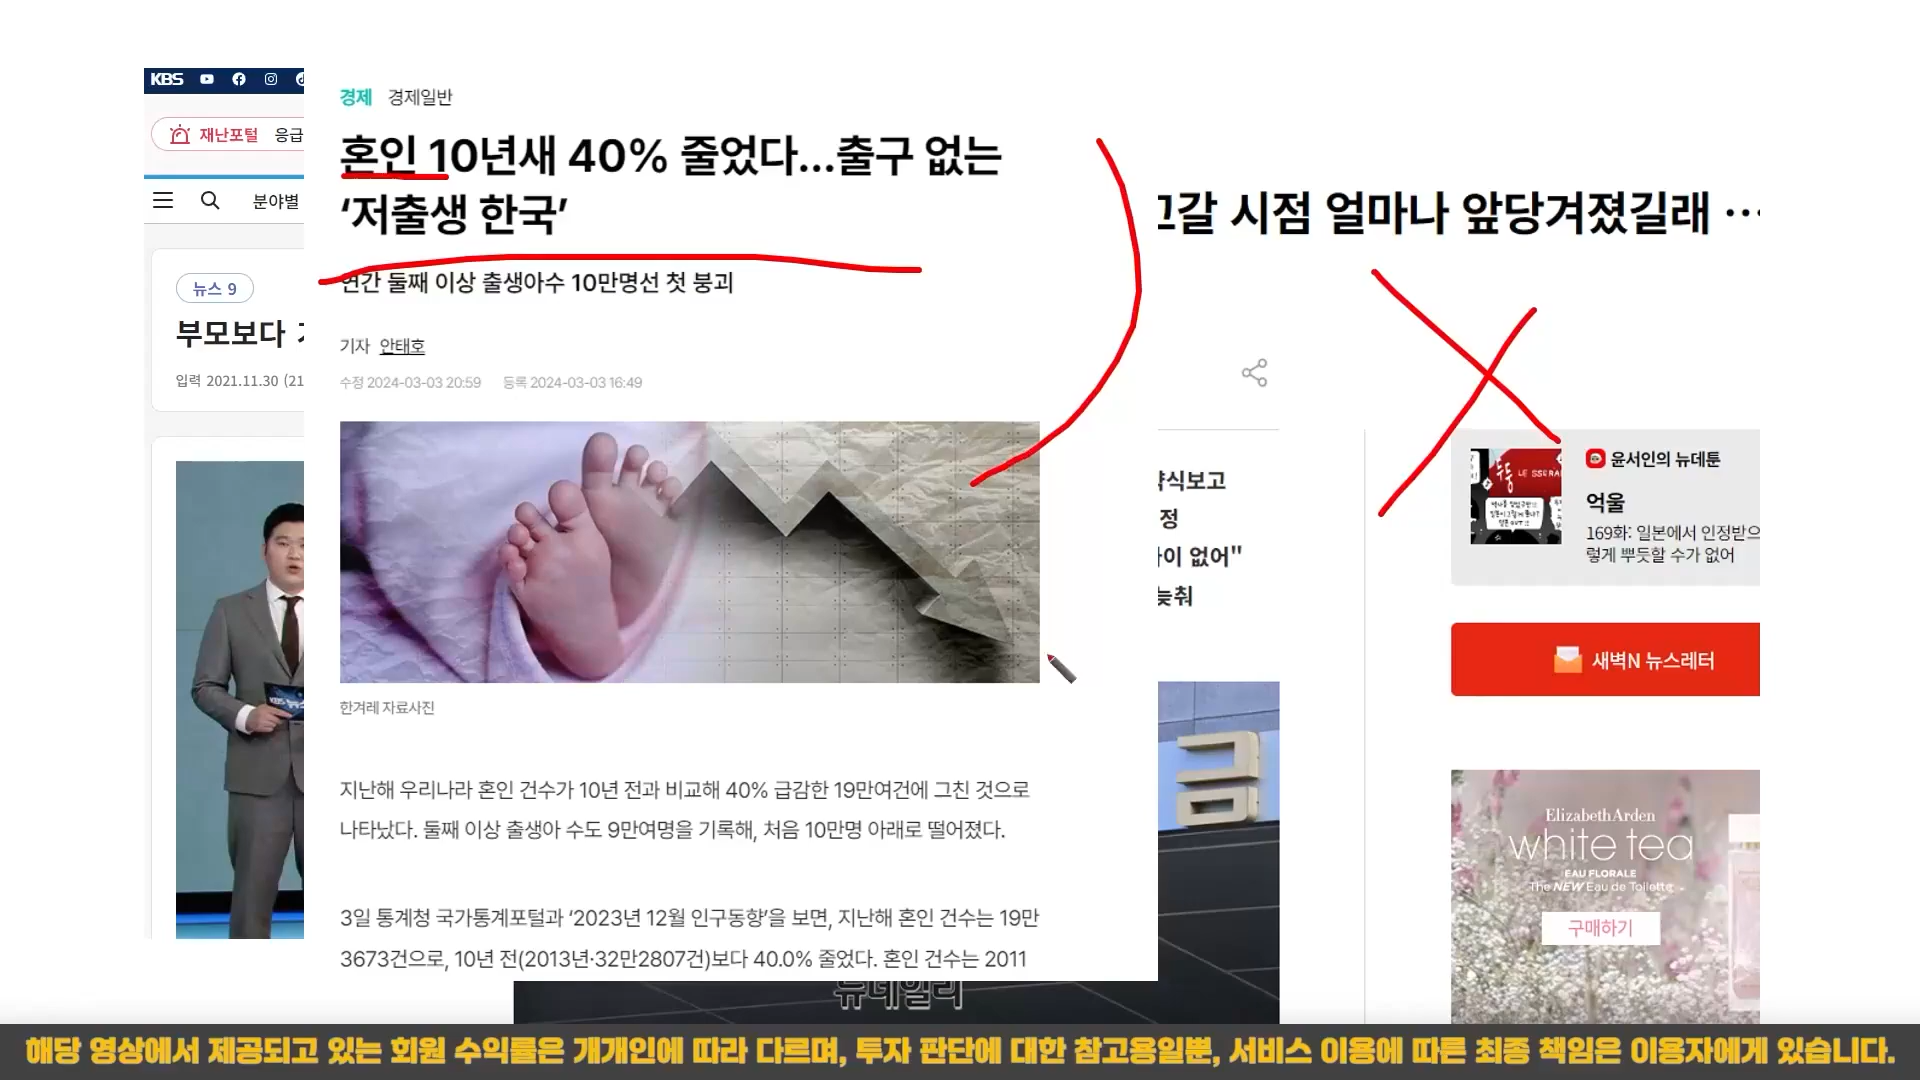 KBS
재난포털 응급
분야별
뉴스 9
부모보다
입력 2021.11.30 (21
경제 경제일반
혼인 10년새 40% 줄었다...출구 없는
‘저출생 한국’
연간 둘째 이상 출생아수 10만명선 첫 붕괴
기자 안태호
수정 2024-03-03 20:59 등록 2024-03-03 16:49
한겨레 자료사진
지난해 우리나라 혼인 건수가 10년 전과 비교해 40% 급감한 19만여건에 그친 것으로
나타났다. 둘째 이상 출생아 수도 9만여명을 기록해, 처음 10만명 아래로 떨어졌다.
3일 통계청 국가통계포털과 ‘2023년 12월 인구동향’을 보면, 지난해 혼인 건수는 19만
3673건으로, 10년 전(2013년·32만2807건)보다 40.0% 줄었다. 혼인 건수는 2011
시점 얼마나 앞당겨졌길래 …
약식보고
정
없어"
늦춰
금
뉴데일리
윤서인의 뉴데툰
억울
169화: 일본에서 인정받으
렇게 뿌듯할 수가 없어
새벽N 뉴스레터
ElizabethArden
white tea
EAU FLORALE
The NEW Eau de Toilette
구매하기
해당 영상에서 제공되고 있는 회원 수익률은 개개인에 따라 다르며, 투자 판단에 대한 참고용일뿐, 서비스 이용에 따른 최종 책임은 이용자에게 있습니다.